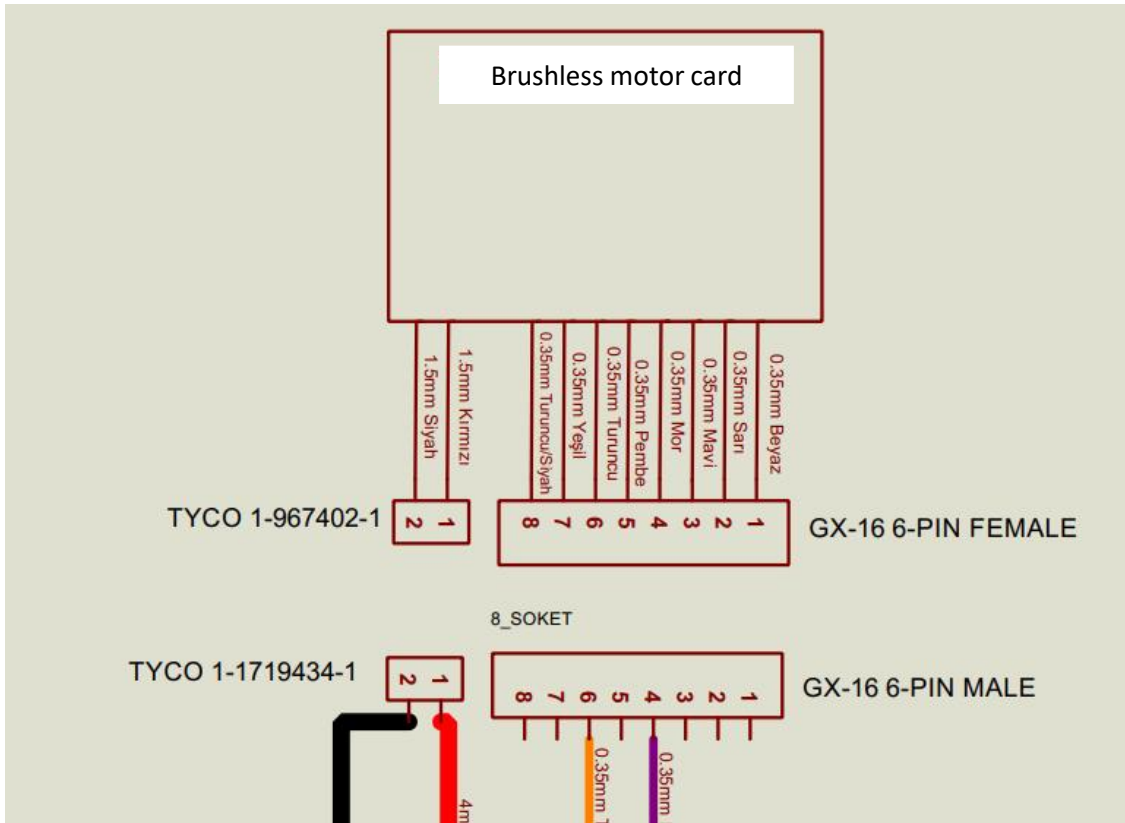 Brushless motor card
1.5mm Siyah
1.5mm Kırmızı
0.35mm Turuncu/Siyah
0.35mm Yeşil
0.35mm Turuncu
0.35mm Pembe
0.35mm Mor
0.35mm Mavi
0.35mm Sarı
0.35mm Beyaz
TYCO 1-967402-1
2 1
8 7 6 5 4 3 2 1
GX-16 6-PIN FEMALE
8_SOKET
TYCO 1-1719434-1
2 1
8 7 6 5 4 3 2 1
GX-16 6-PIN MALE
4m
0.35mm T
0.35mm